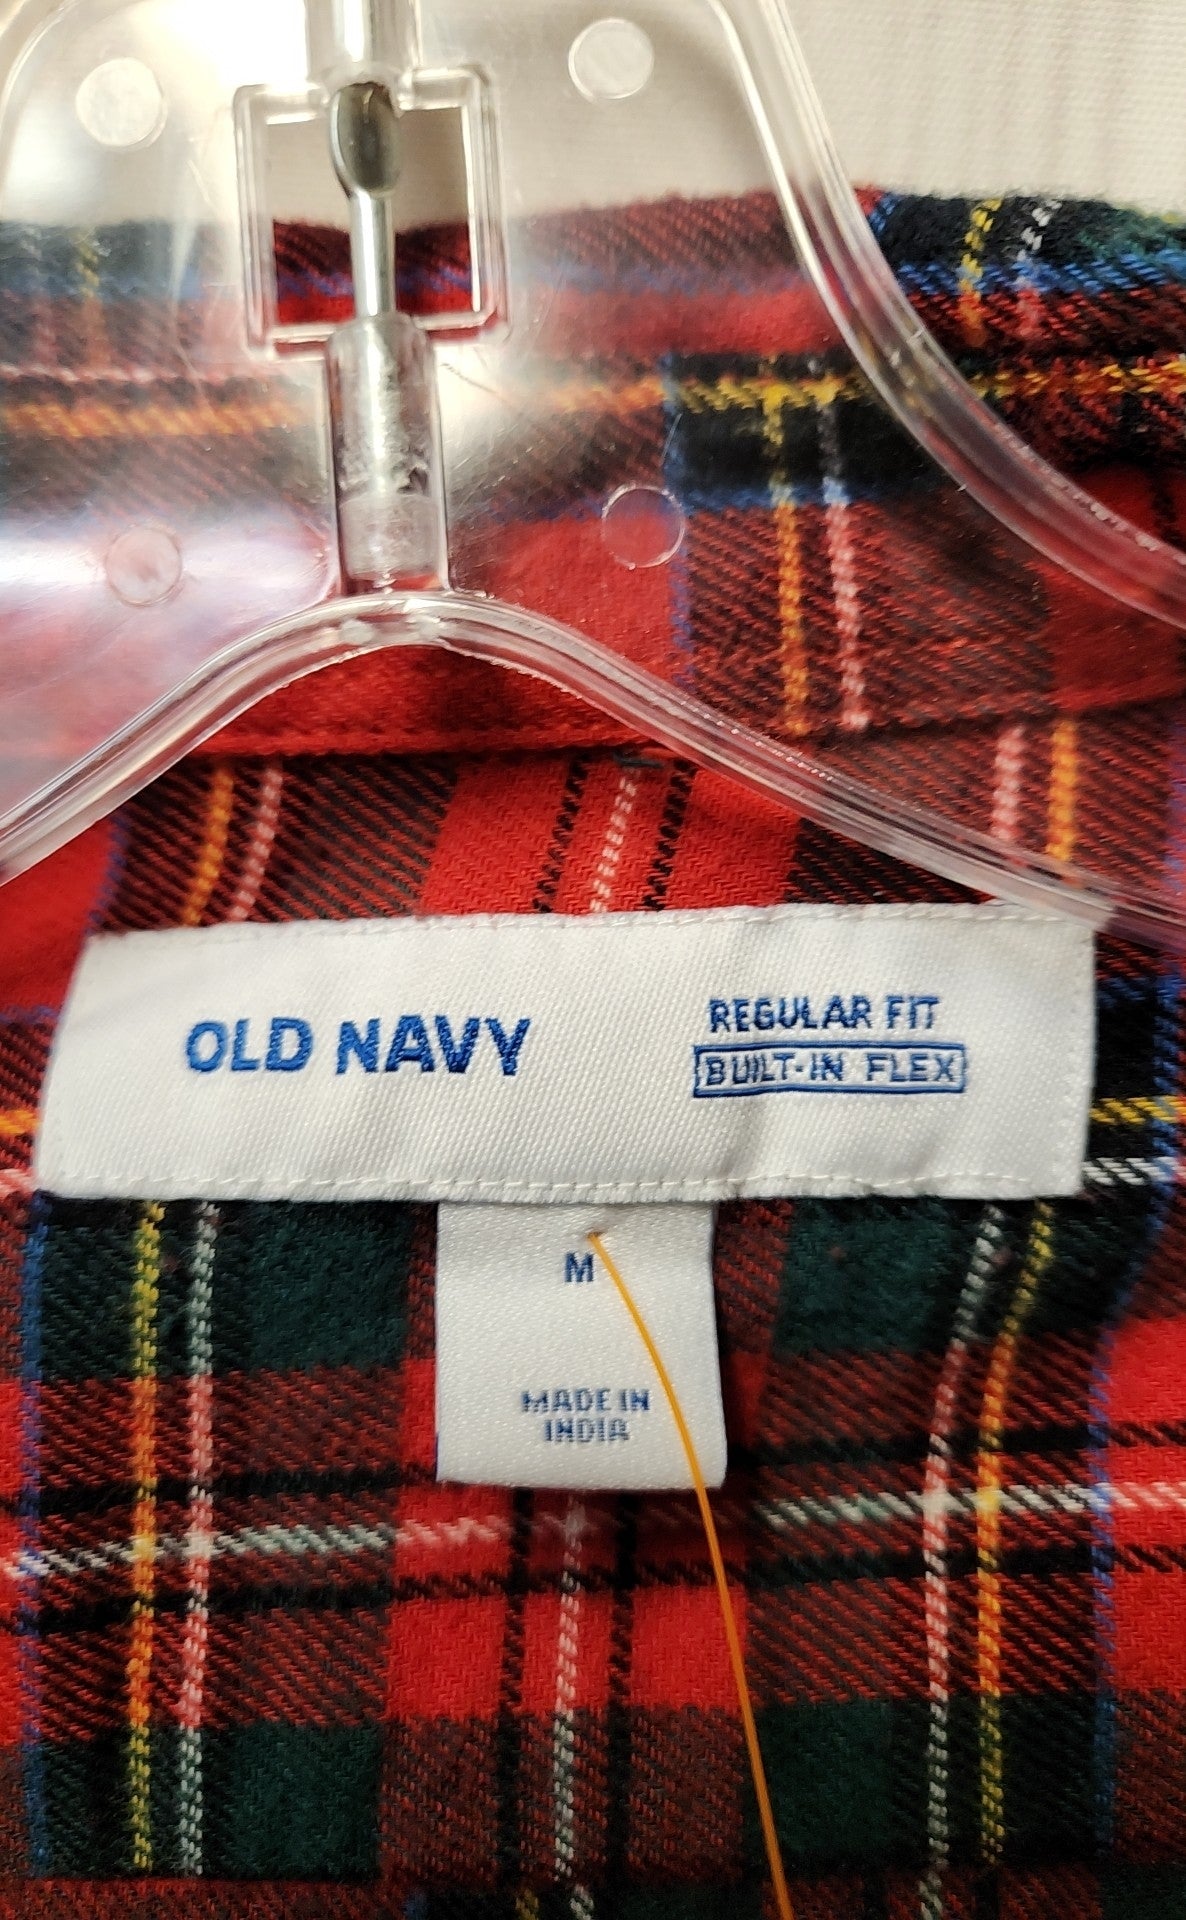 OLD NAVY
REGULAR FIT
BUILT-IN FLEX
M
MADE IN
INDIA